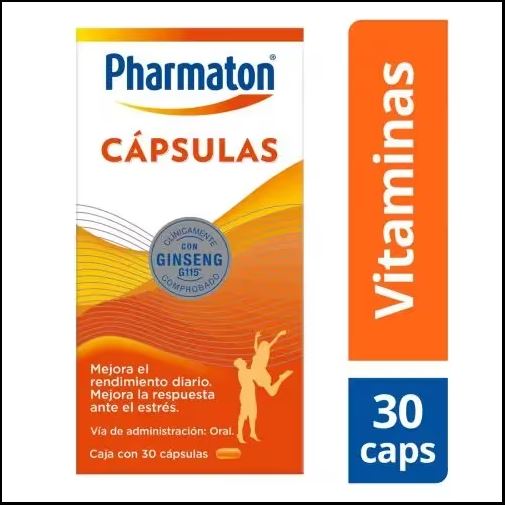 Pharmaton®
CÁPSULAS
CLÍNICAMENTE
CON
GINSENG
G115®
COMPROBADO
Mejora el
rendimiento diario.
Mejora la respuesta
ante el estrés.
Vía de administración: Oral.
Caja con 30 cápsulas
Vitaminas
30
caps